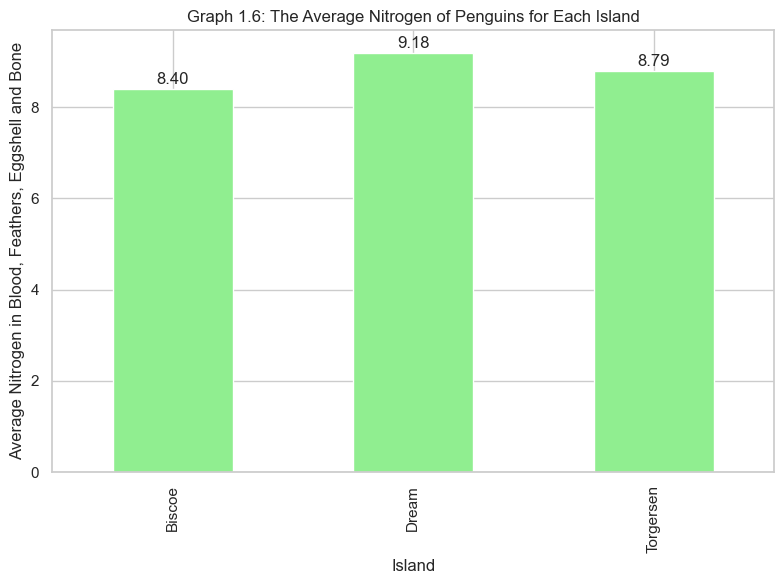 Graph 1.6: The Average Nitrogen of Penguins for Each Island
Average Nitrogen in Blood, Feathers, Eggshell and Bone
8
6
4
2
0
8.40
9.18
8.79
Biscoe
Dream
Torgersen
Island